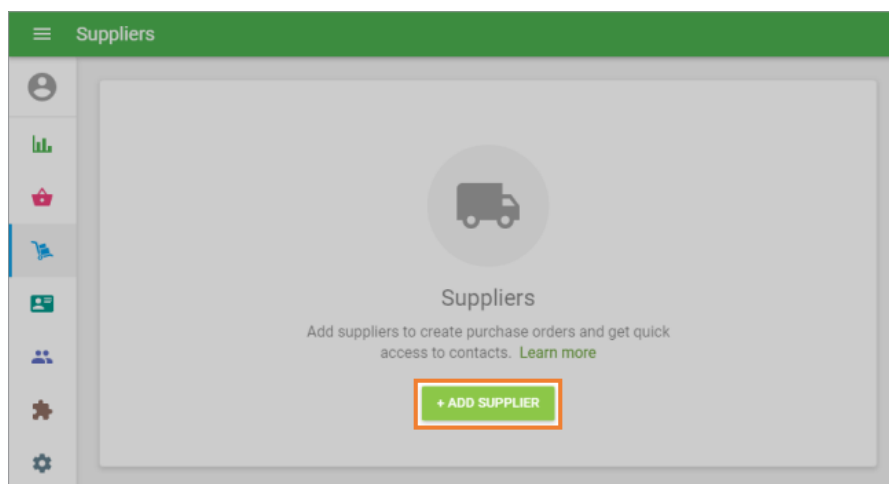 Suppliers
Suppliers
Add suppliers to create purchase orders and get quick
access to contacts. Learn more
+ ADD SUPPLIER